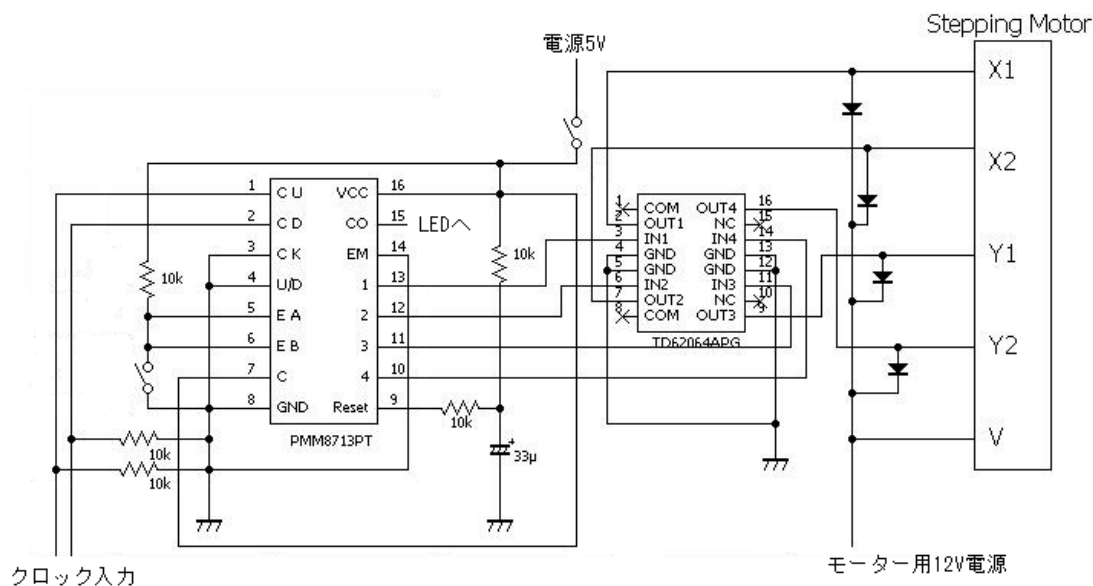 Stepping Motor
電源5V
X1
X2
Y1
Y2
V
1 CU VCC 16
2 CD CO 15 LEDへ
3 CK EM 14
4 U/D 1 13
5 EA 2 12
6 EB 3 11
7 C 4 10
8 GND Reset 9
PMM8713PT
10k
10k
10k
10k
10k
33μ
+
1 COM OUT4 16
2 OUT1 NC 15
3 IN1 IN4 14
4 GND GND 13
5 GND GND 12
6 IN2 IN3 11
7 OUT2 NC 10
8 COM OUT3 9
TD62064APG
クロック入力
モーター用12V電源